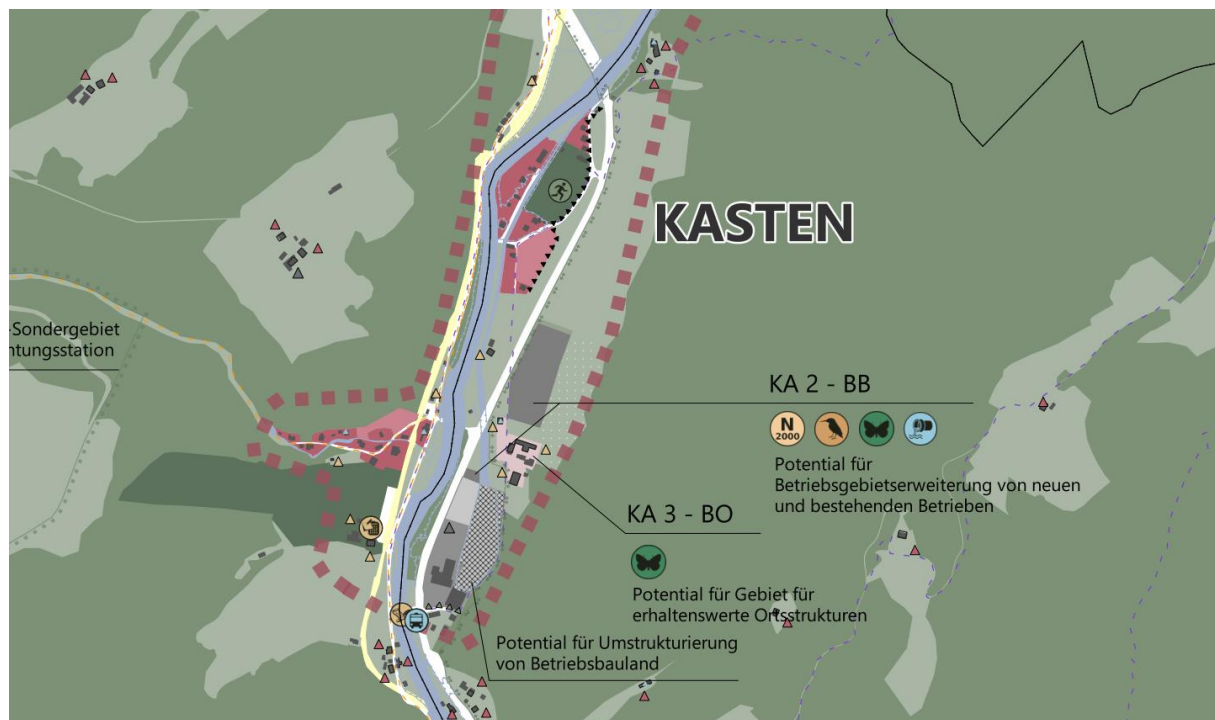 KASTEN
-Sondergebiet
ntungsstation
KA 2 - BB
N
2000
Potential für
Betriebsgebietserweiterung von neuen
und bestehenden Betrieben
KA 3 - BO
Potential für Gebiet für
erhaltenswerte Ortsstrukturen
Potential für Umstrukturierung
von Betriebsbauland